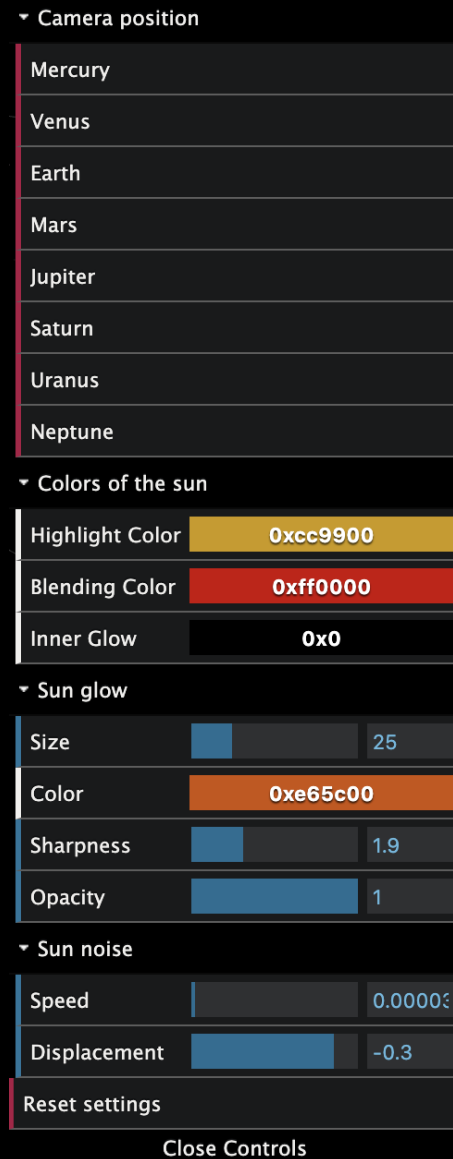 Camera position
Mercury
Venus
Earth
Mars
Jupiter
Saturn
Uranus
Neptune
Colors of the sun
Highlight Color 0xcc9900
Blending Color 0xff0000
Inner Glow 0x0
Sun glow
Size 25
Color 0xe65c00
Sharpness 1.9
Opacity 1
Sun noise
Speed 0.00003
Displacement -0.3
Reset settings
Close Controls